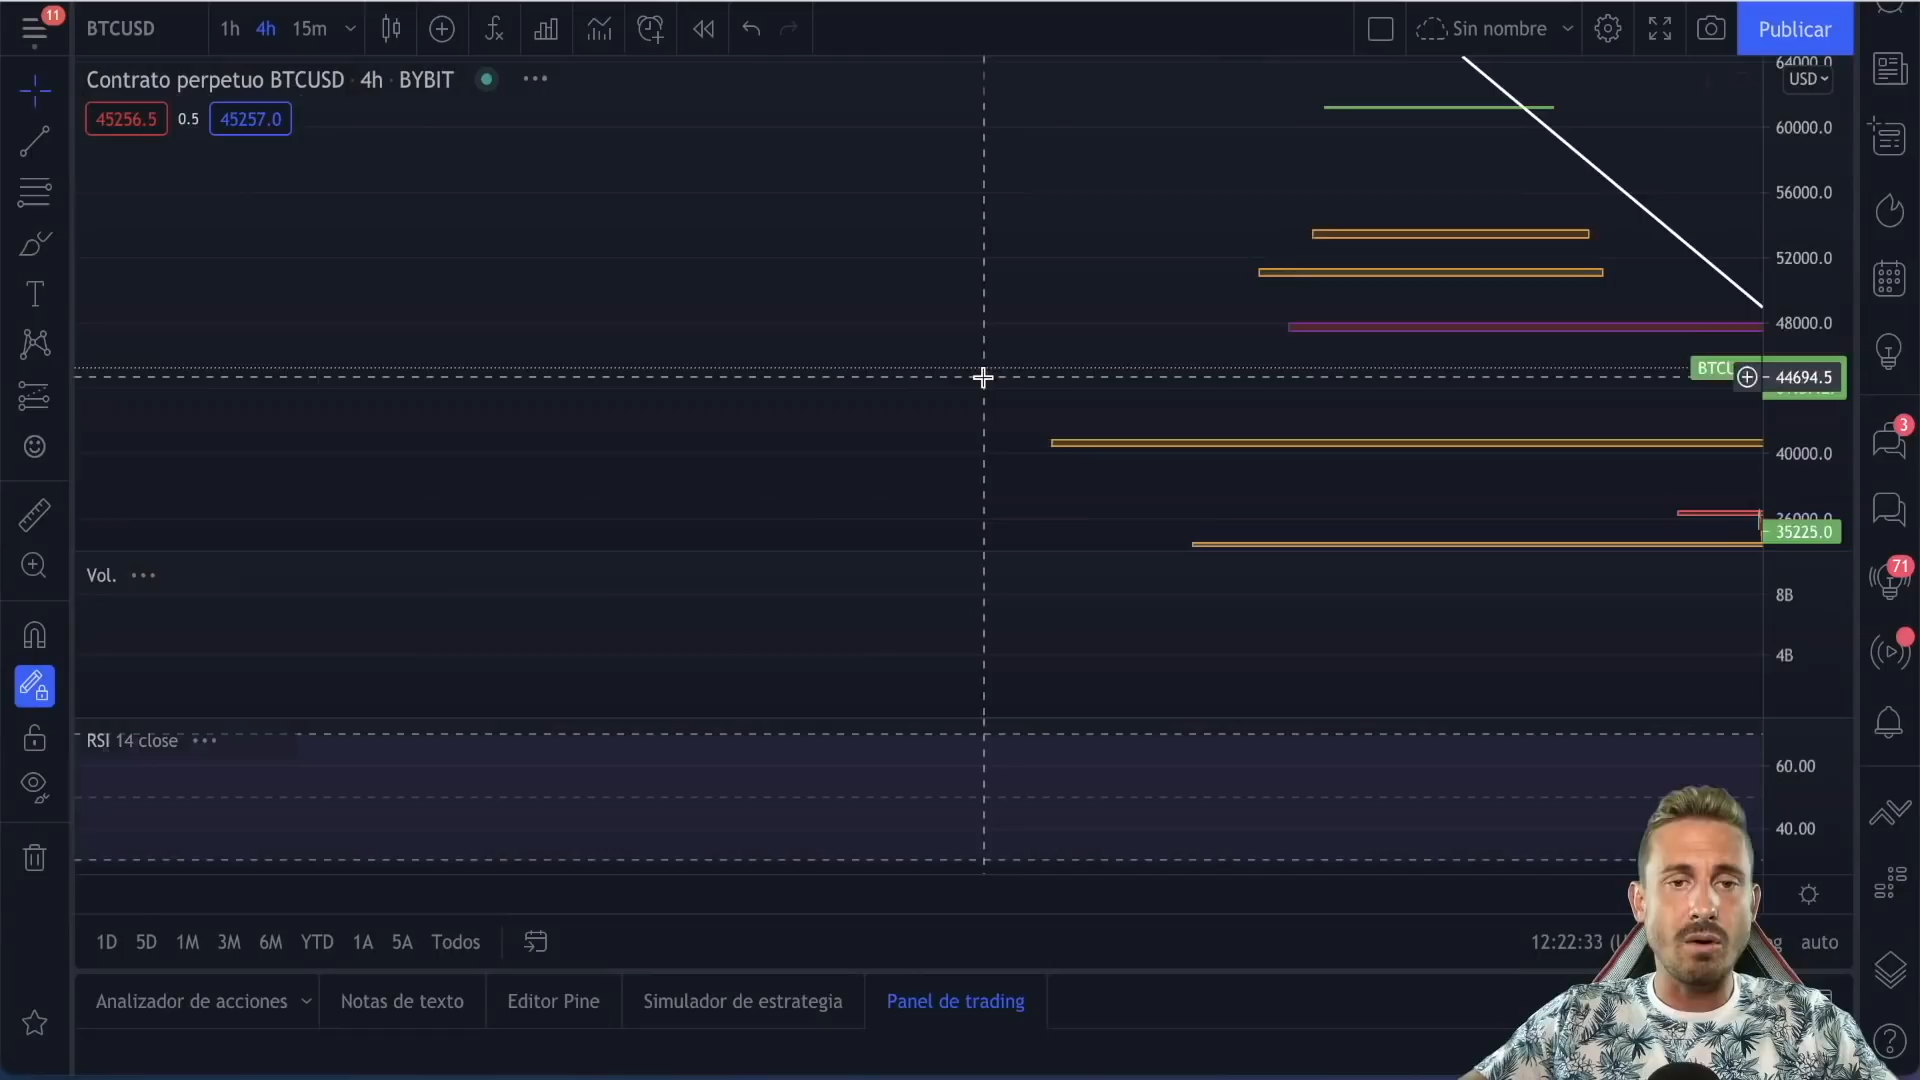 11
BTCUSD 1h 4h 15m Sin nombre Publicar
Contrato perpetuo BTCUSD · 4h · BYBIT
45256.5 0.5 45257.0
64000.0
USD
60000.0
56000.0
52000.0
48000.0
BTCU
44694.5
40000.0
36000.0
35225.0
3
71
Vol.
8B
4B
RSI 14 close
60.00
40.00
1D 5D 1M 3M 6M YTD 1A 5A Todos 12:22:33 auto
Analizador de acciones Notas de texto Editor Pine Simulador de estrategia Panel de trading